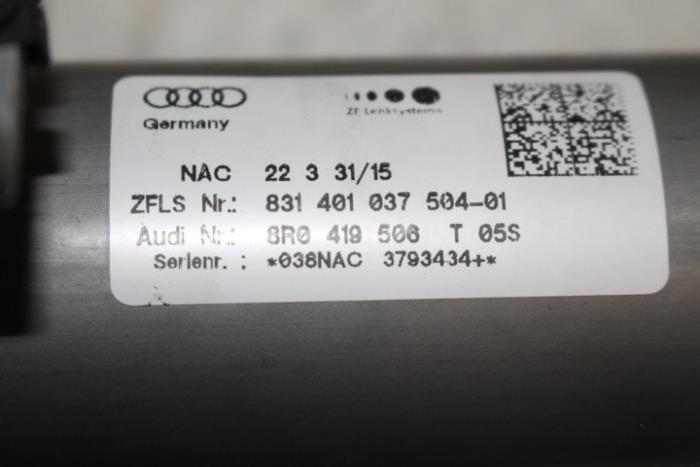 Germany
ZF Lenksysteme
NAC 22 3 31/15
ZFLS Nr.: 831 401 037 504-01
Audi Nr.: 8R0 419 506 T 05S
Serienr. : *038NAC 3793434+*